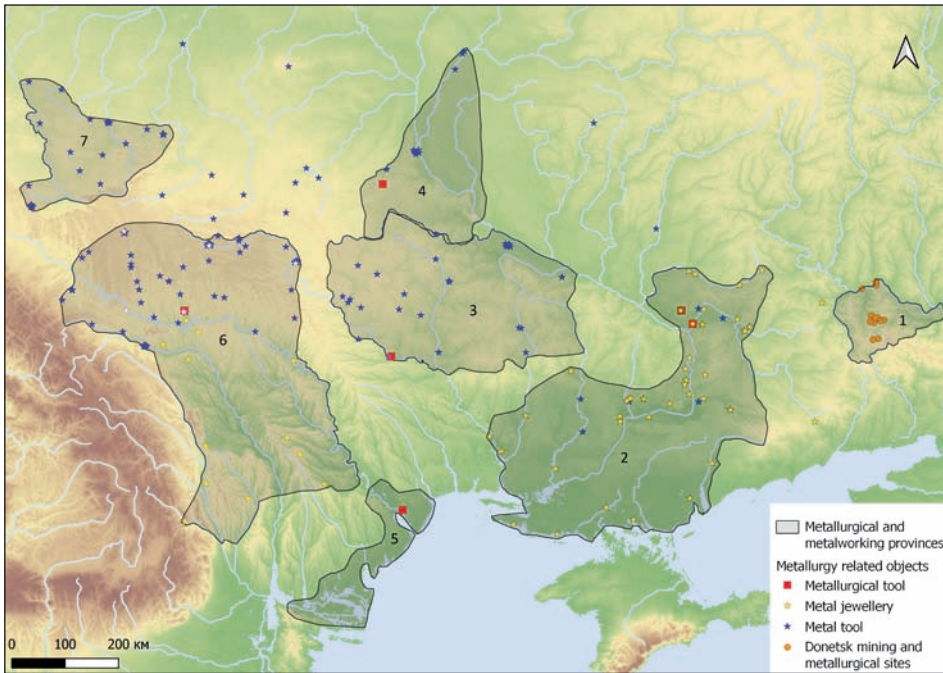 7
4
3
1
6
2
5
Metallurgical and
metalworking provinces
Metallurgy related objects
Metallurgical tool
Metal jewellery
Metal tool
Donetsk mining and
metallurgical sites
0 100 200 км